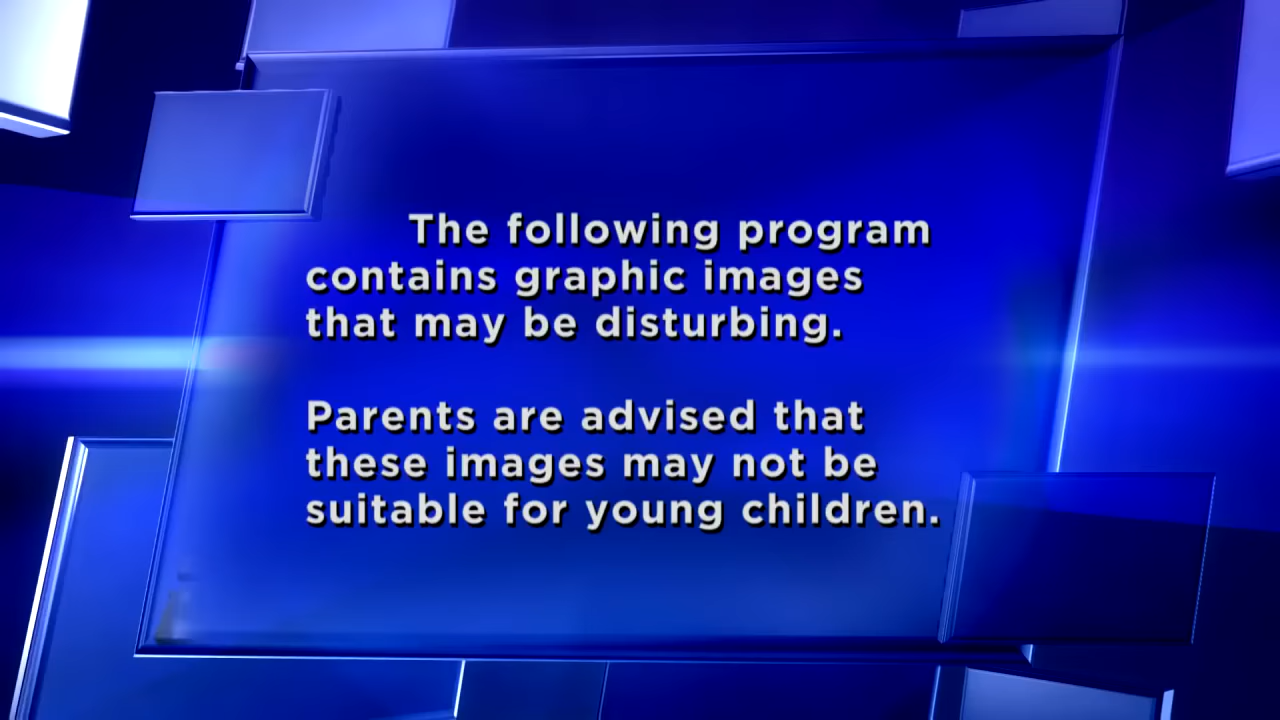 The following program
contains graphic images
that may be disturbing.
Parents are advised that
these images may not be
suitable for young children.